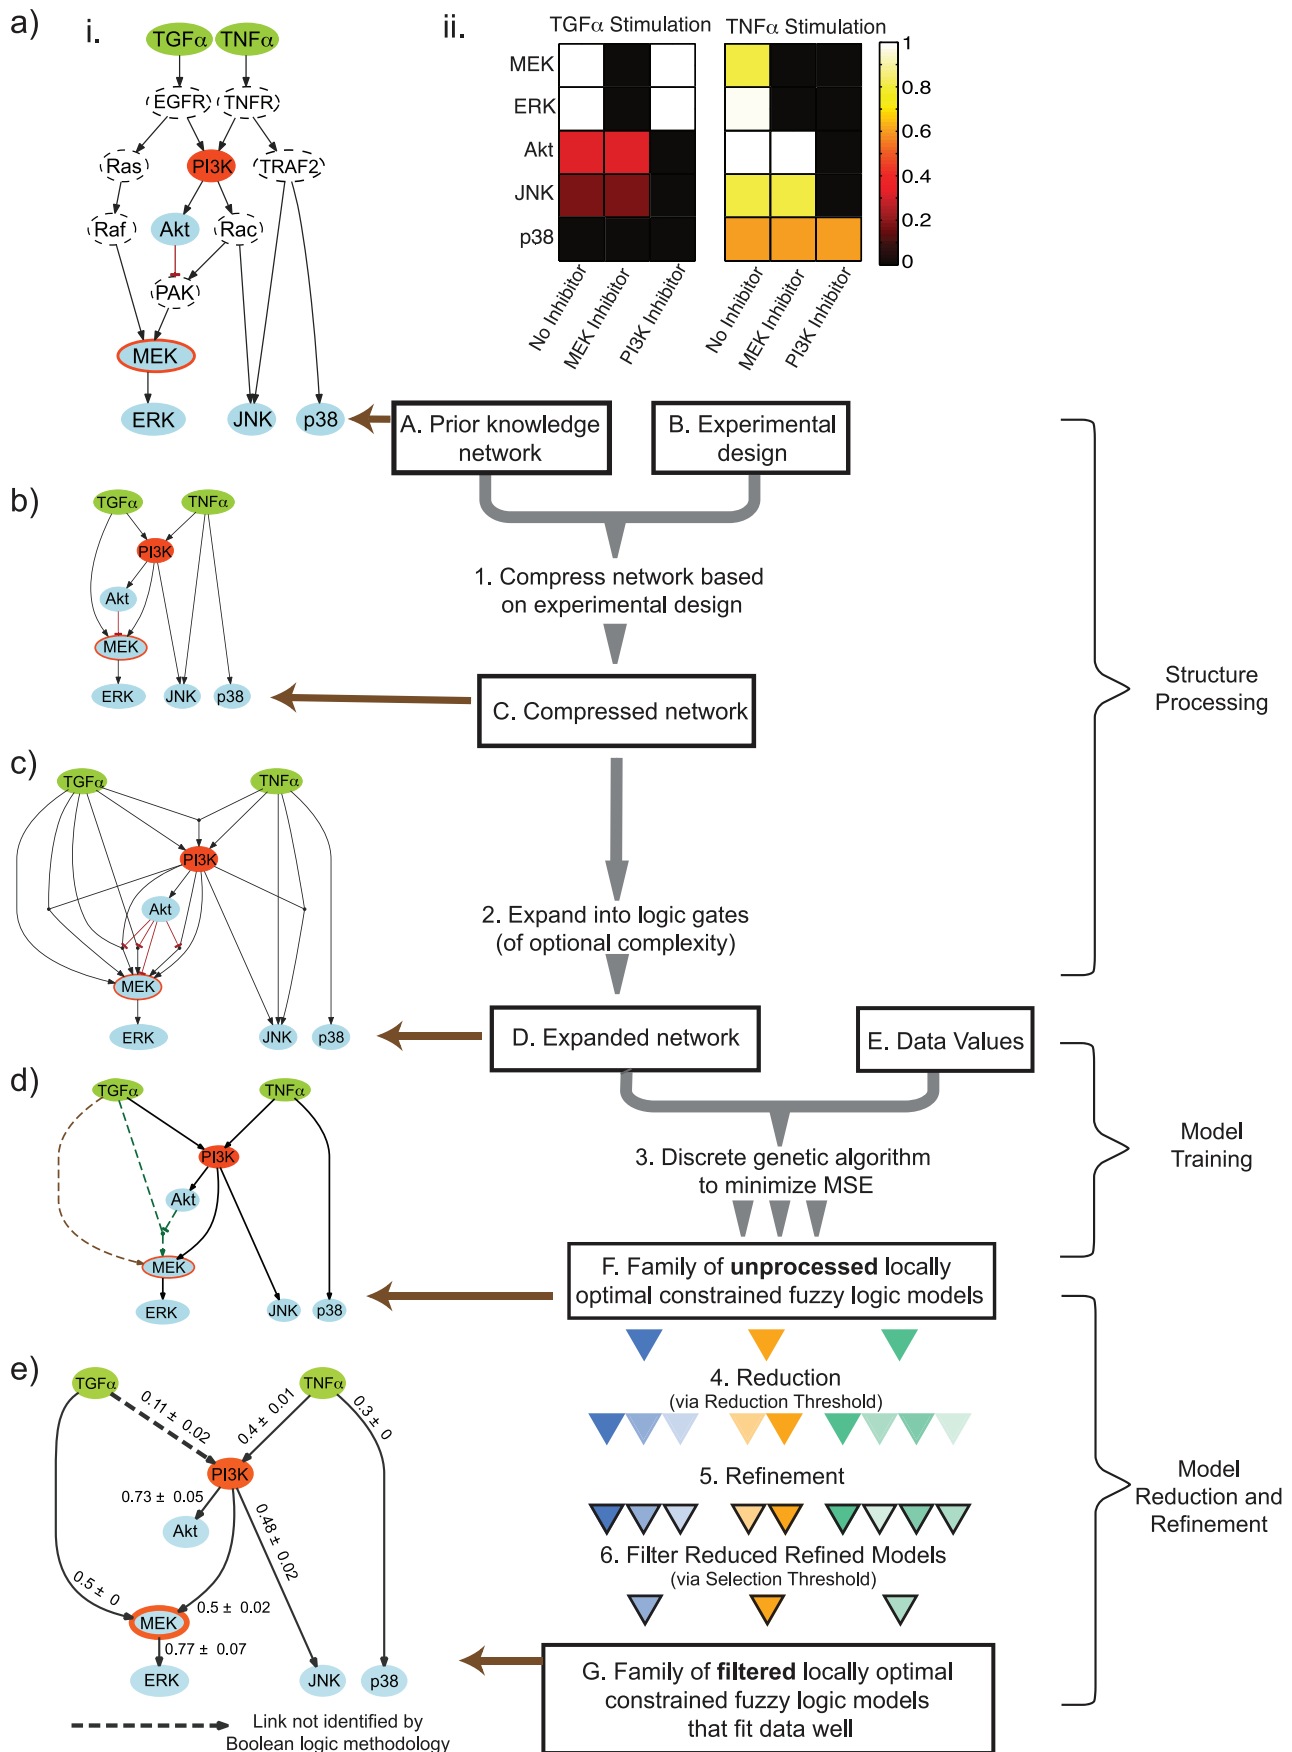 a)
i.
TGFα
TNFα
EGFR
TNFR
Ras
PI3K
TRAF2
Raf
Akt
Rac
PAK
MEK
ERK
JNK
p38
ii.
TGFα Stimulation
TNFα Stimulation
MEK
ERK
Akt
JNK
p38
No Inhibitor
MEK Inhibitor
PI3K Inhibitor
No Inhibitor
MEK Inhibitor
PI3K Inhibitor
1
0.8
0.6
0.4
0.2
0
A. Prior knowledge
network
B. Experimental
design
1. Compress network based
on experimental design
b)
TGFα
TNFα
PI3K
Akt
MEK
ERK
JNK
p38
C. Compressed network
Structure
Processing
c)
TGFα
TNFα
PI3K
Akt
MEK
ERK
JNK
p38
2. Expand into logic gates
(of optional complexity)
D. Expanded network
E. Data Values
d)
TGFα
TNFα
PI3K
Akt
MEK
ERK
JNK
p38
3. Discrete genetic algorithm
to minimize MSE
Model
Training
F. Family of unprocessed locally
optimal constrained fuzzy logic models
e)
TGFα
TNFα
0.11 ± 0.02
0.4 ± 0.01
0.3 ± 0
PI3K
0.73 ± 0.05
Akt
0.48 ± 0.02
0.5 ± 0
0.5 ± 0.02
MEK
0.77 ± 0.07
ERK
JNK
p38
Link not identified by
Boolean logic methodology
4. Reduction
(via Reduction Threshold)
5. Refinement
6. Filter Reduced Refined Models
(via Selection Threshold)
Model
Reduction and
Refinement
G. Family of filtered locally optimal
constrained fuzzy logic models
that fit data well